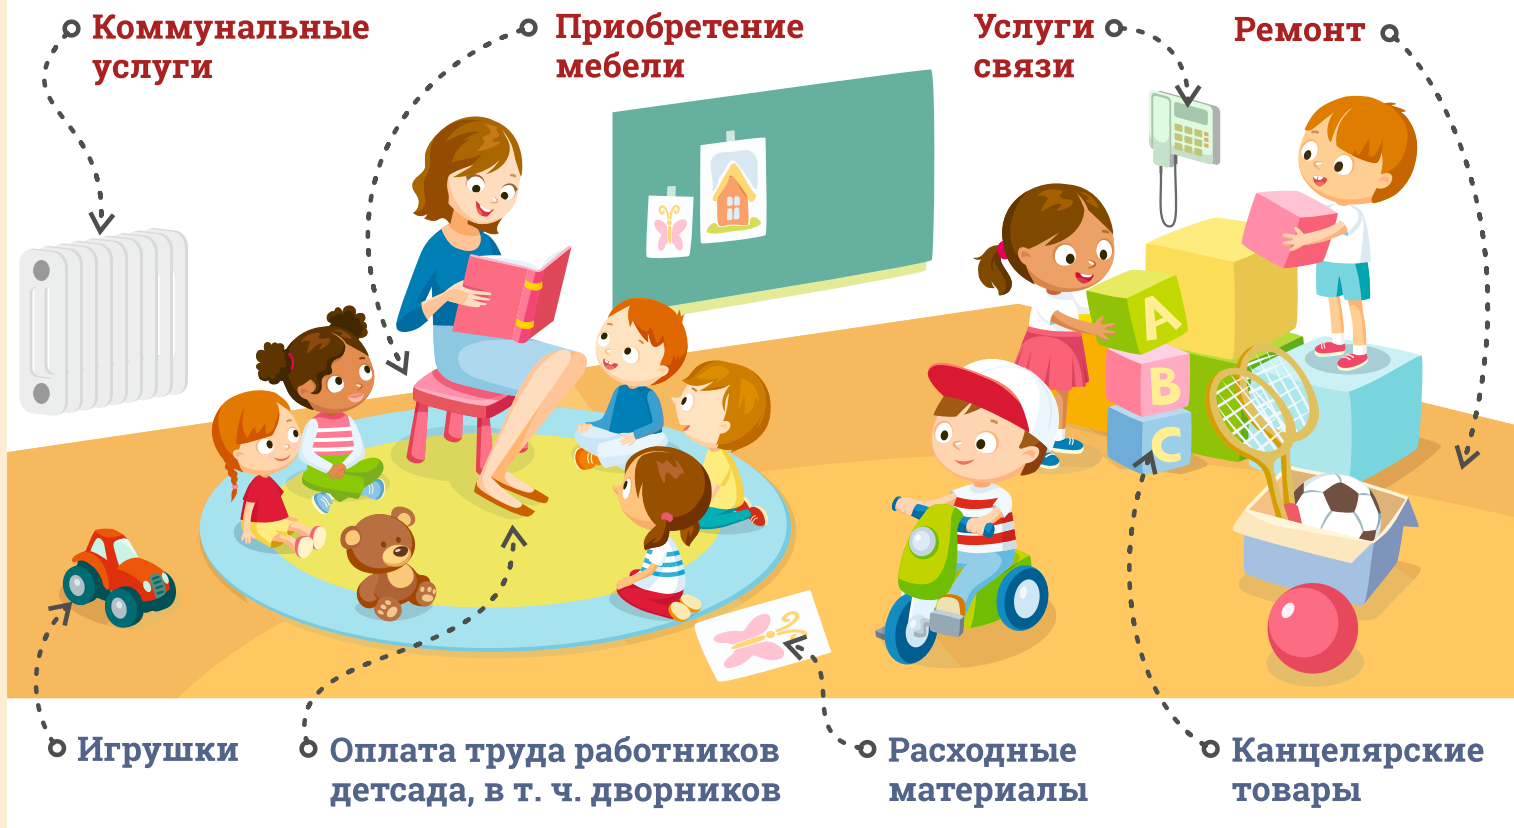 Коммунальные
услуги
Приобретение
мебели
Услуги
связи
Ремонт
A
B
C
Игрушки
Оплата труда работников
детсада, в т. ч. дворников
Расходные
материалы
Канцелярские
товары